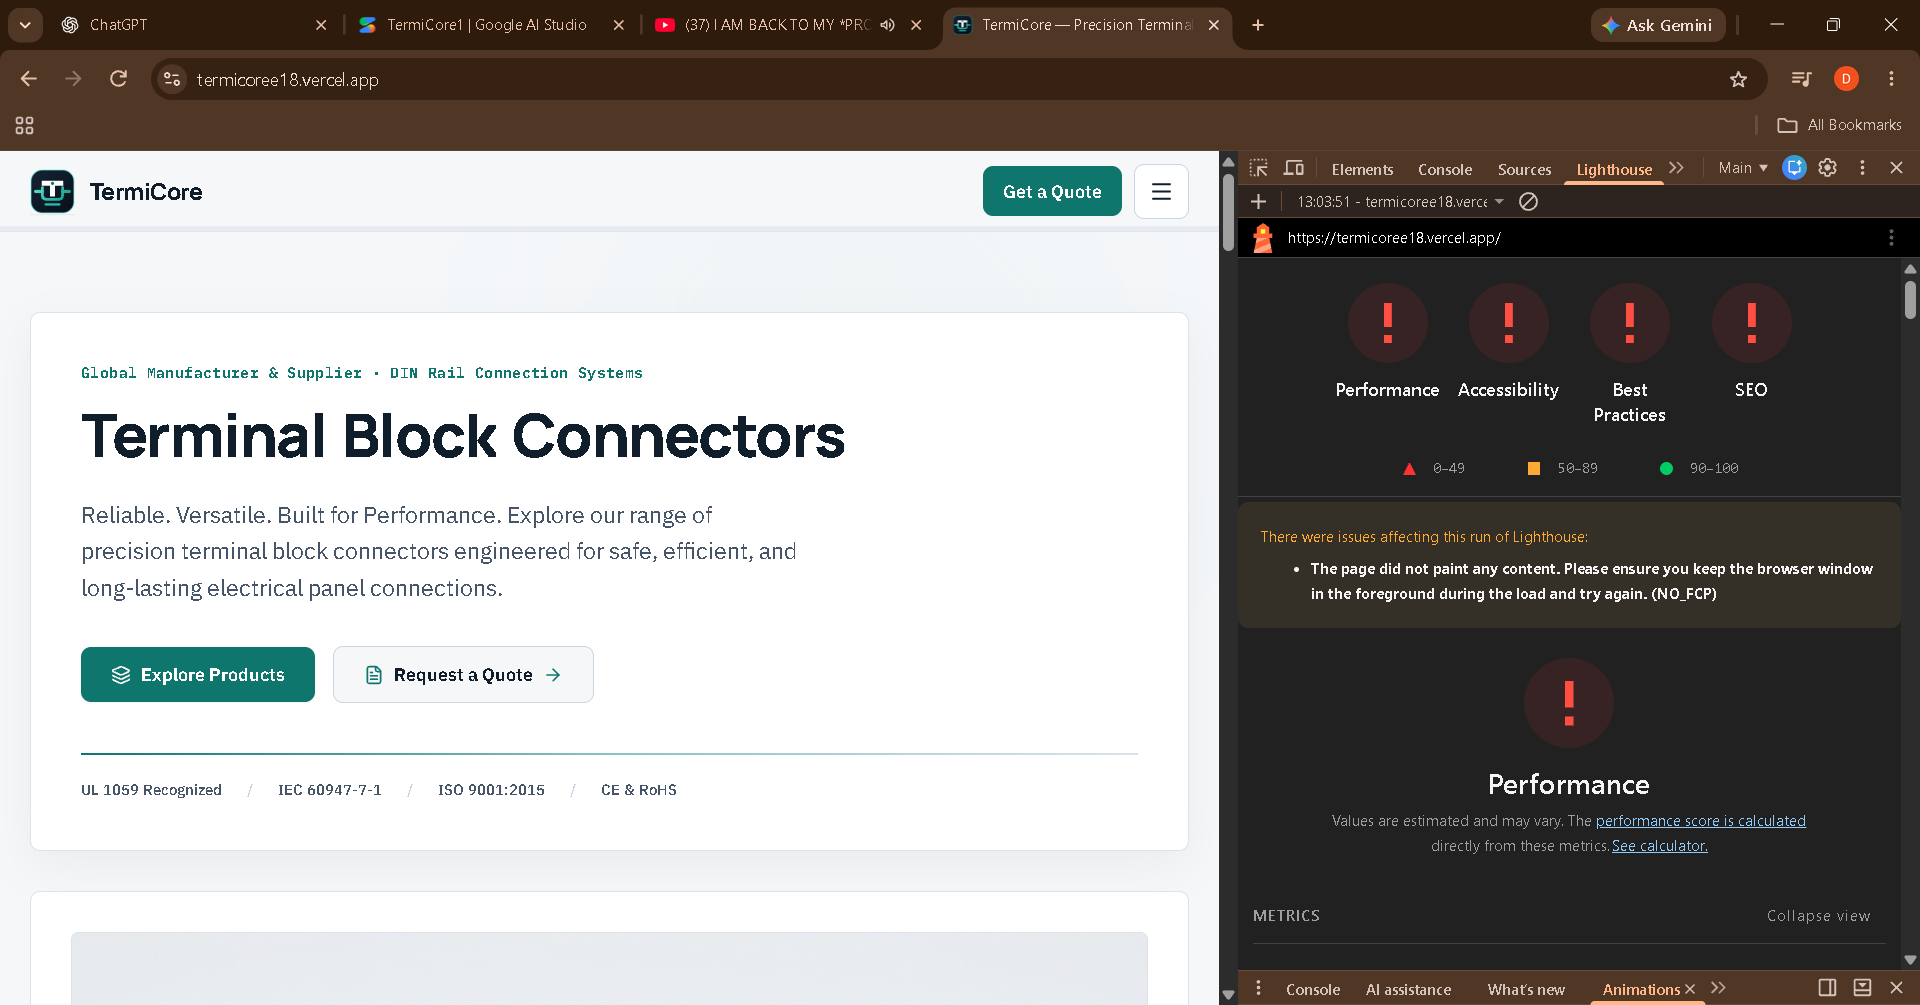 ChatGPT
TermiCore1 | Google AI Studio
(37) I AM BACK TO MY *PRO
TermiCore — Precision Termina
Ask Gemini
termicoree18.vercel.app
D
All Bookmarks
TermiCore
Get a Quote
Global Manufacturer & Supplier · DIN Rail Connection Systems
Terminal Block Connectors
Reliable. Versatile. Built for Performance. Explore our range of
precision terminal block connectors engineered for safe, efficient, and
long-lasting electrical panel connections.
Explore Products
Request a Quote
UL 1059 Recognized / IEC 60947-7-1 / ISO 9001:2015 / CE & RoHS
Elements Console Sources Lighthouse Main
13:03:51 - termicoree18.verce
https://termicoree18.vercel.app/
Performance
Accessibility
Best
Practices
SEO
0–49 50–89 90–100
There were issues affecting this run of Lighthouse:
• The page did not paint any content. Please ensure you keep the browser window
in the foreground during the load and try again. (NO_FCP)
Performance
Values are estimated and may vary. The performance score is calculated
directly from these metrics. See calculator.
METRICS
Collapse view
Console AI assistance What's new Animations